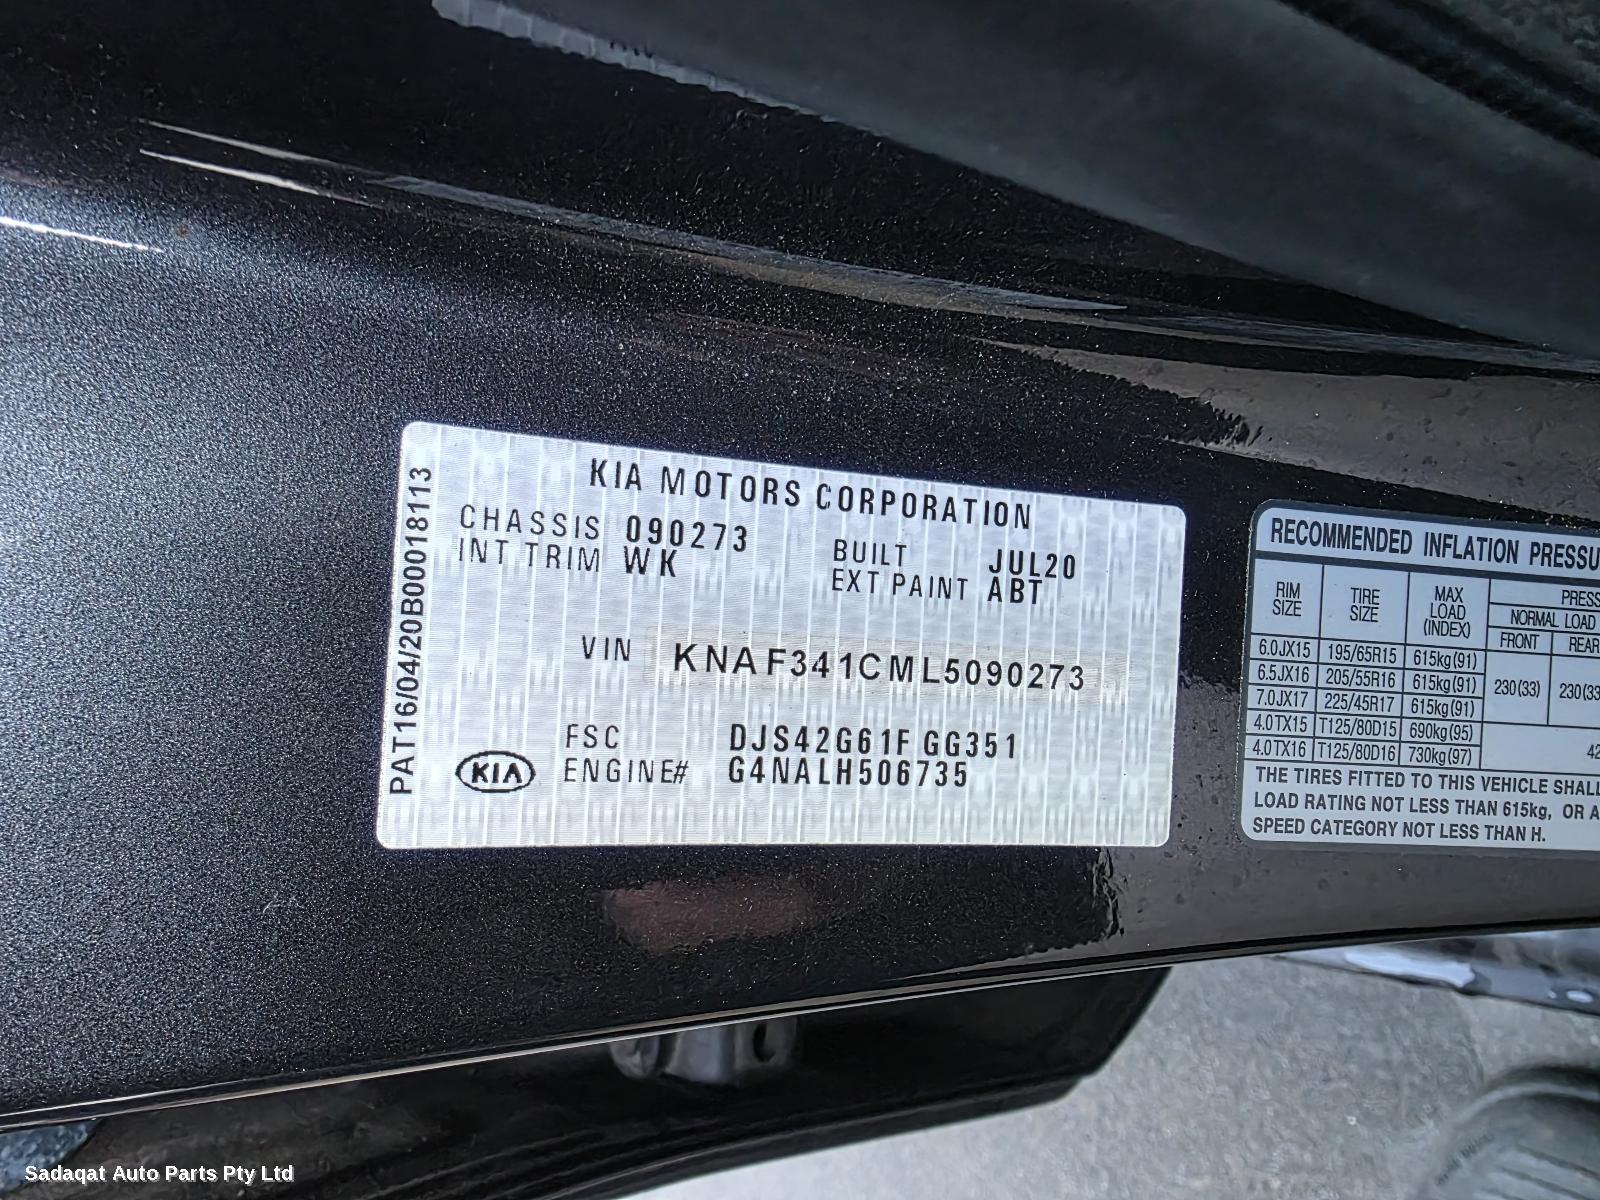 KIA MOTORS CORPORATION
CHASSIS 090273
INT TRIM WK
BUILT JUL20
EXT PAINT ABT
VIN KNAF341CML5090273
FSC DJS42G61F GG351
KIA ENGINE# G4NALH506735
PAT16/04/20B00018113
RECOMMENDED INFLATION PRESSU
RIM SIZE TIRE SIZE MAX LOAD (INDEX) PRESS
NORMAL LOAD
FRONT REAR
6.0JX15 195/65R15 615kg(91)
6.5JX16 205/55R16 615kg(91) 230(33) 230(33
7.0JX17 225/45R17 615kg(91)
4.0TX15 T125/80D15 690kg(95)
4.0TX16 T125/80D16 730kg(97) 42
THE TIRES FITTED TO THIS VEHICLE SHALL
LOAD RATING NOT LESS THAN 615kg, OR A
SPEED CATEGORY NOT LESS THAN H.
Sadaqat Auto Parts Pty Ltd